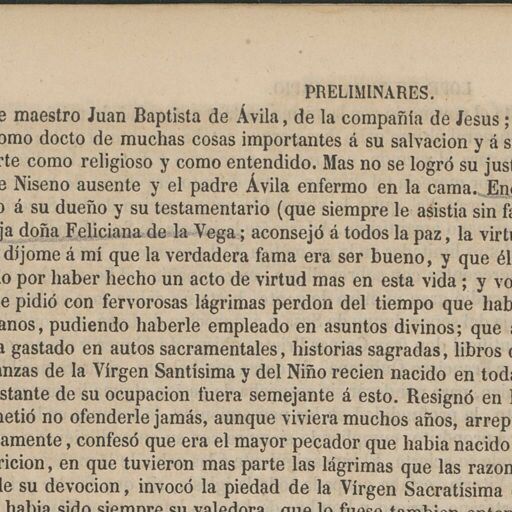 PRELIMINARES.
e maestro Juan Baptista de Ávila, de la compañía de Jesus;
omo docto de muchas cosas importantes á su salvacion y á s
rte como religioso y como entendido. Mas no se logró su just
e Niseno ausente y el padre Ávila enfermo en la cama. En
o á su dueño y su testamentario (que siempre le asistia sin fa
ja doña Feliciana de la Vega; aconsejó á todos la paz, la virtu
díjome á mí que la verdadera fama era ser bueno, y que él
lo por haber hecho un acto de virtud mas en esta vida; y vo
e pidió con fervorosas lágrimas perdon del tiempo que hab
anos, pudiendo haberle empleado en asuntos divinos; que
a gastado en autos sacramentales, historias sagradas, libros
nzas de la Vírgen Santísima y del Niño recien nacido en toda
stante de su ocupacion fuera semejante á esto. Resignó en
netió no ofenderle jamás, aunque viviera muchos años, arrep
amente, confesó que era el mayor pecador que habia nacido
ricion, en que tuvieron mas parte las lágrimas que las razon
le su devocion, invocó la piedad de la Vírgen Sacratísima
habia sido siempre su valedora, que lo fuese tambien